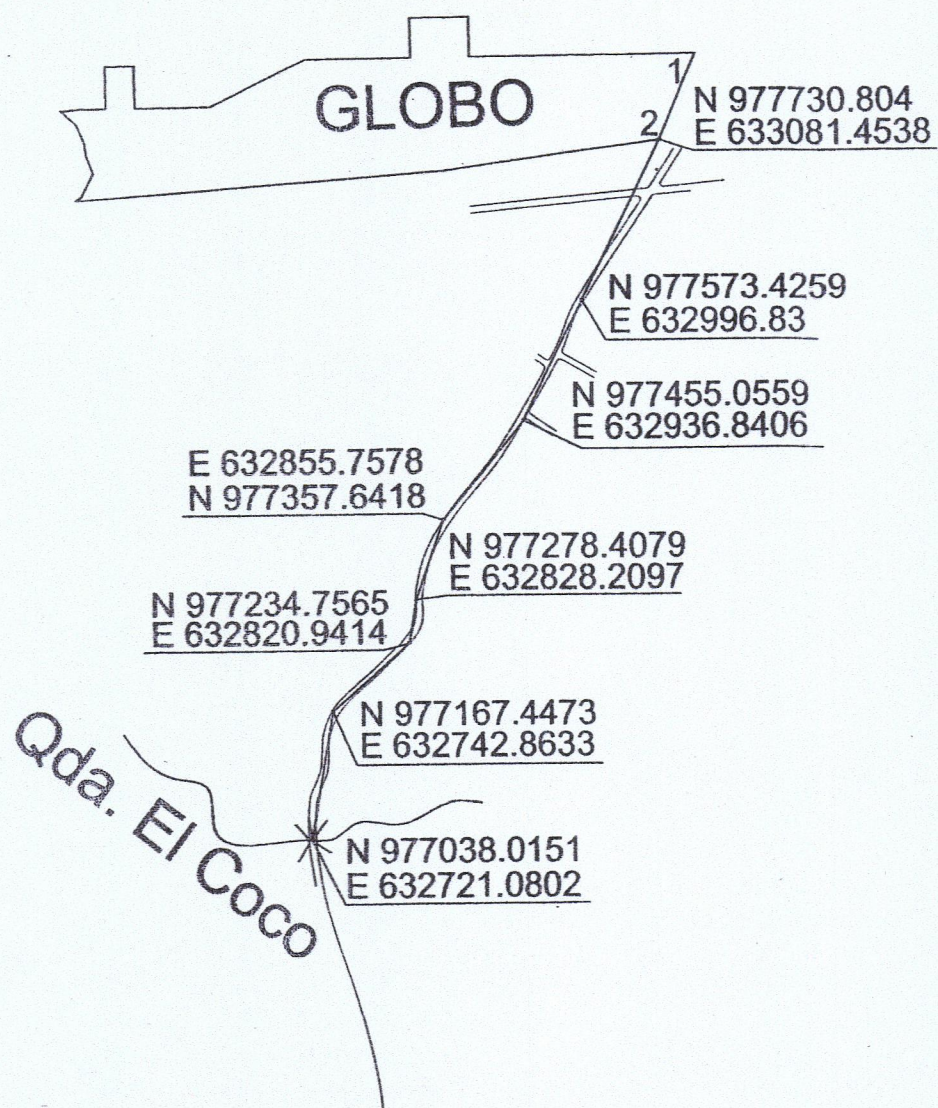 1
GLOBO
2
N 977730.804
E 633081.4538
N 977573.4259
E 632996.83
N 977455.0559
E 632936.8406
E 632855.7578
N 977357.6418
N 977278.4079
E 632828.2097
N 977234.7565
E 632820.9414
N 977167.4473
E 632742.8633
Qda. El Coco
N 977038.0151
E 632721.0802